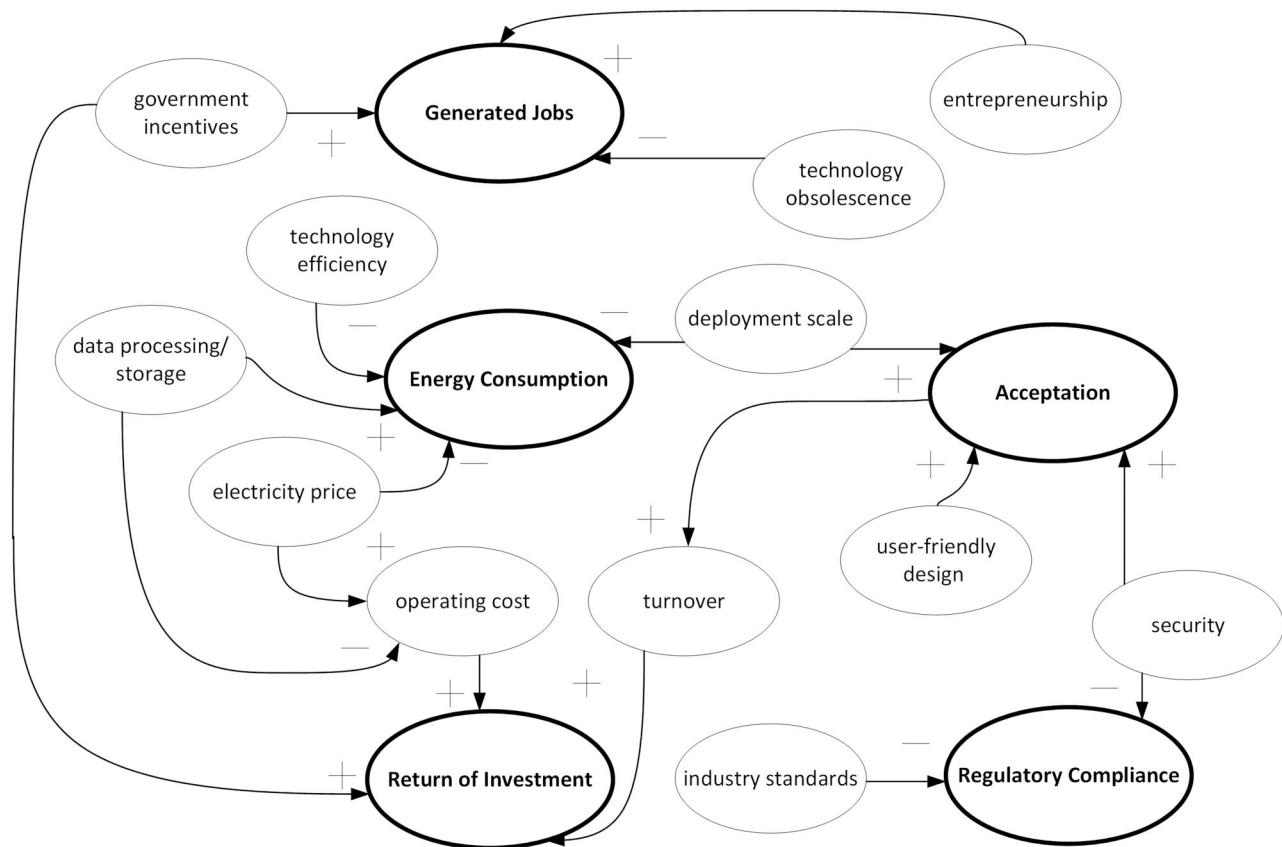 +
government
incentives
Generated Jobs
entrepreneurship
+
—
technology
obsolescence
technology
efficiency
—
—
deployment scale
data processing/
storage
Energy Consumption
+
Acceptation
+
—
electricity price
+
+
+
+
user-friendly
design
operating cost
turnover
security
—
+
+
—
+
Return of Investment
industry standards
—
Regulatory Compliance